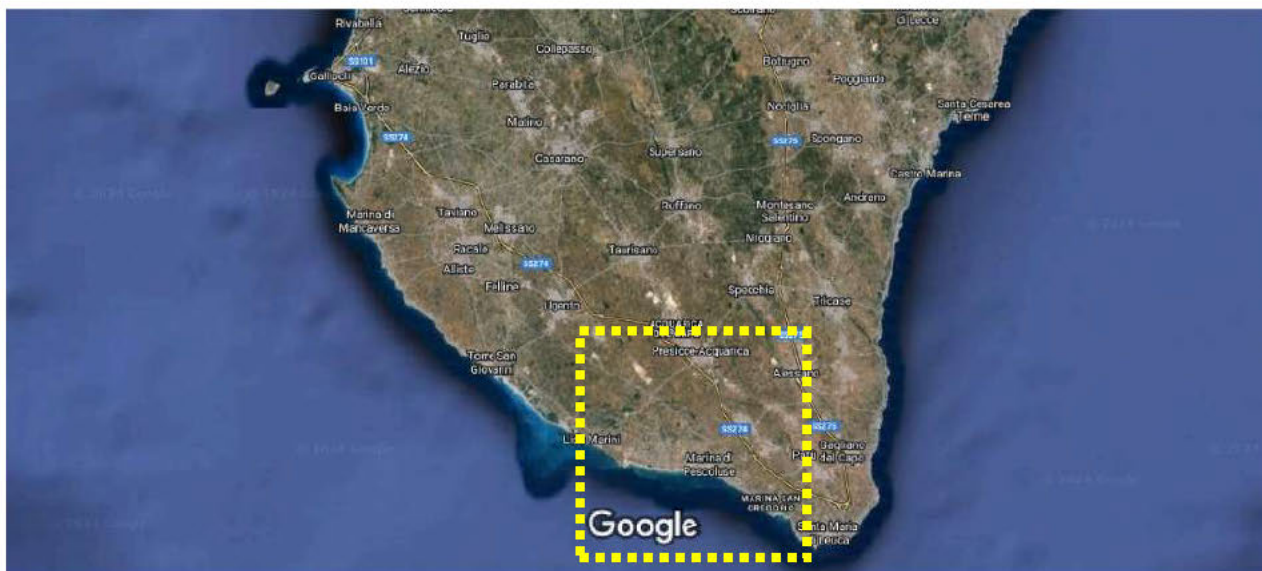 Rivabella
Tuglie
Collepasso
di Lecce
Botrugno
SS101
Gallipoli
Alezio
Parabita
Poggiardo
Baia Verde
Matino
Nociglia
Santa Cesarea
Terme
SS274
Casarano
Supersano
SS275
Spongano
Castro Marina
Marina di
Mancaversa
Taviano
Melissano
Ruffano
Montesano
Salentino
Andrano
Racale
Taurisano
Miggiano
Alliste
SS274
Felline
Ugento
Specchia
Tricase
Presicce-Acquarica
Torre San
Giovanni
Alessano
Marini
SS274
SS275
Marina di
Pescoluse
Gagliano
del Capo
MARINA SAN
GREGORIO
Google
Santa Maria
di Leuca